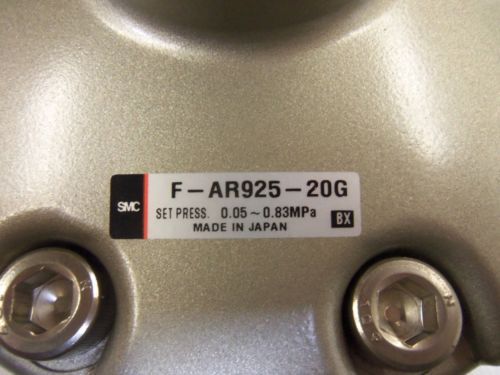 SMC
F-AR925-20G
SET PRESS. 0.05~0.83MPa
MADE IN JAPAN
BX